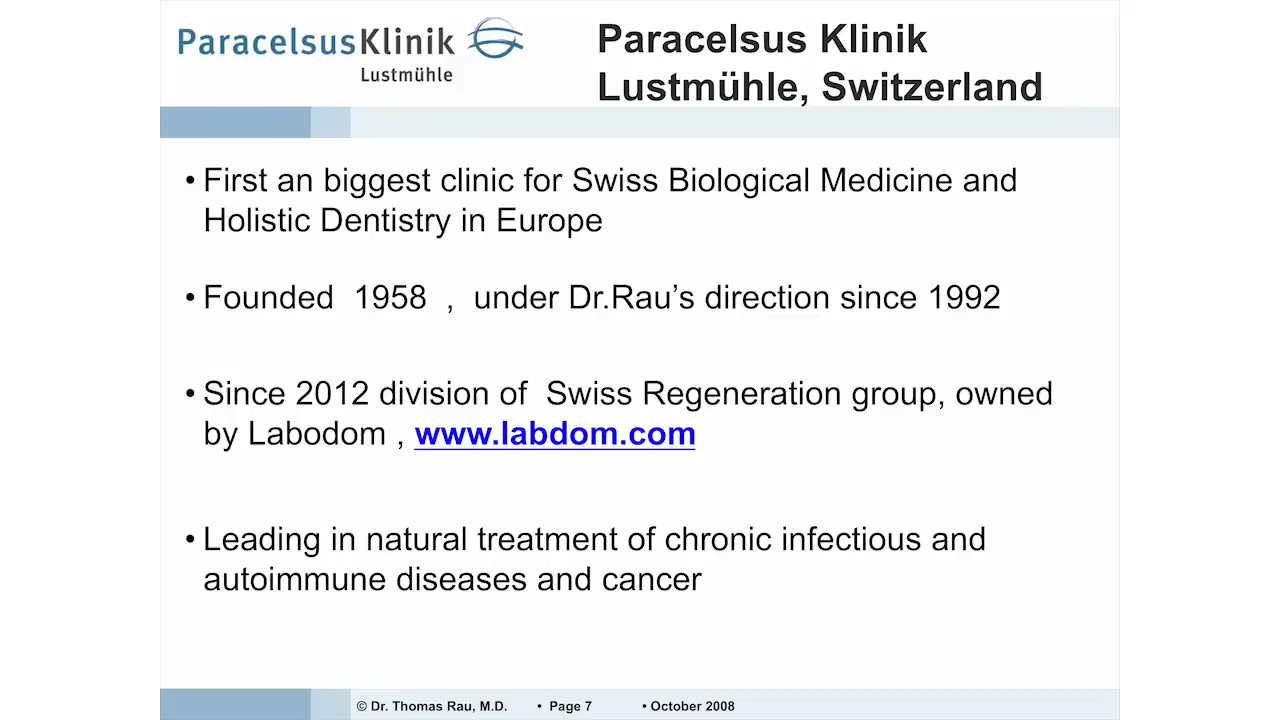 ParacelsusKlinik
Lustmühle
Paracelsus Klinik
Lustmühle, Switzerland
• First an biggest clinic for Swiss Biological Medicine and
Holistic Dentistry in Europe
• Founded  1958  ,  under Dr.Rau’s direction since 1992
• Since 2012 division of  Swiss Regeneration group, owned
by Labodom , www.labdom.com
• Leading in natural treatment of chronic infectious and
autoimmune diseases and cancer
© Dr. Thomas Rau, M.D. • Page 7 • October 2008